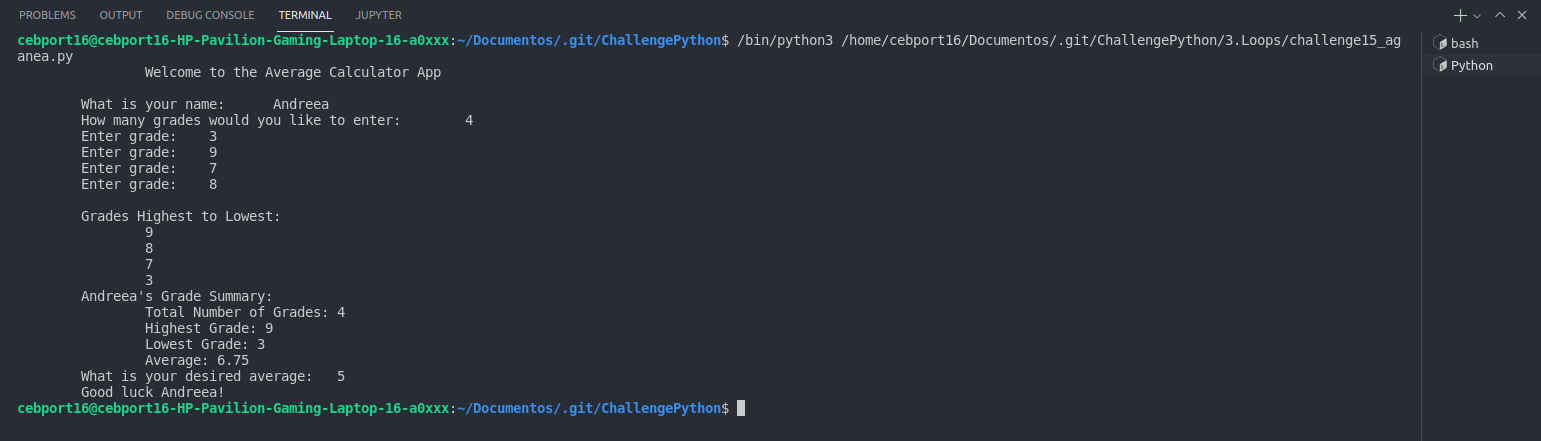 PROBLEMS OUTPUT DEBUG CONSOLE TERMINAL JUPYTER
cebport16@cebport16-HP-Pavilion-Gaming-Laptop-16-a0xxx:~/Documentos/.git/ChallengePython$ /bin/python3 /home/cebport16/Documentos/.git/ChallengePython/3.Loops/challenge15_ag
anea.py
Welcome to the Average Calculator App
What is your name: Andreea
How many grades would you like to enter: 4
Enter grade: 3
Enter grade: 9
Enter grade: 7
Enter grade: 8
Grades Highest to Lowest:
9
8
7
3
Andreea's Grade Summary:
Total Number of Grades: 4
Highest Grade: 9
Lowest Grade: 3
Average: 6.75
What is your desired average: 5
Good luck Andreea!
cebport16@cebport16-HP-Pavilion-Gaming-Laptop-16-a0xxx:~/Documentos/.git/ChallengePython$
bash
Python